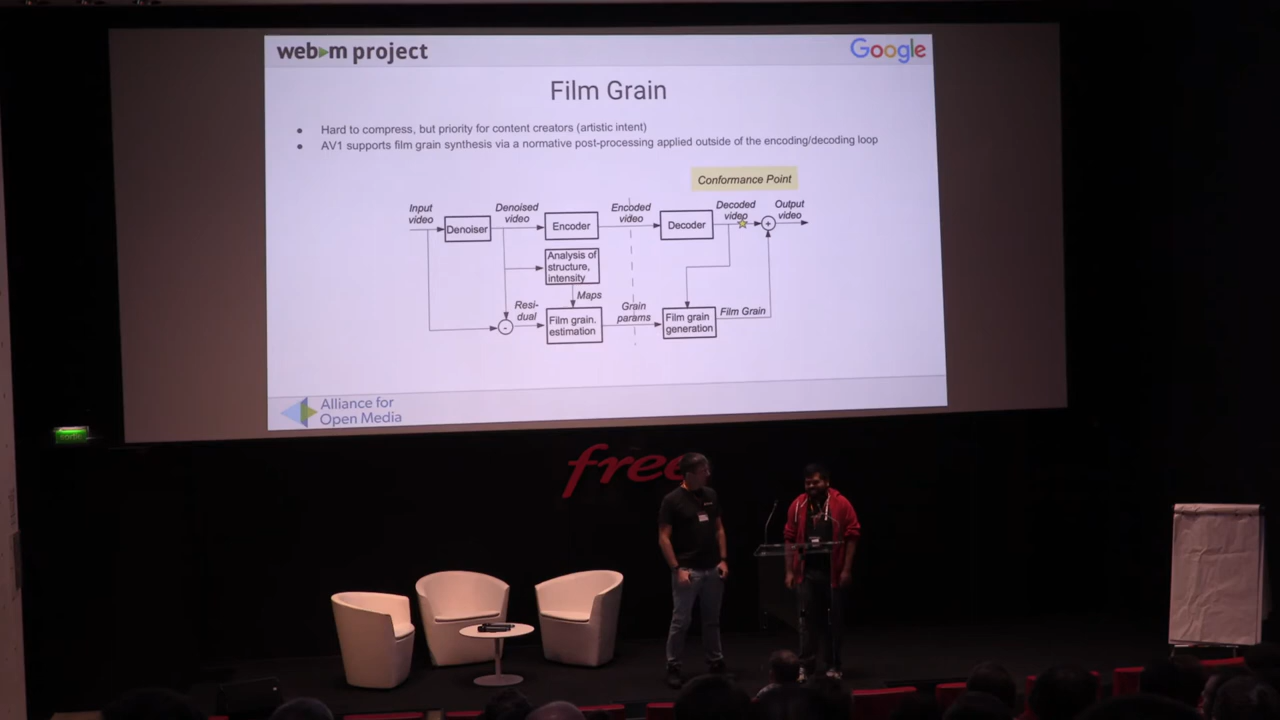 web▶m project
Google
Film Grain
● Hard to compress, but priority for content creators (artistic intent)
● AV1 supports film grain synthesis via a normative post-processing applied outside of the encoding/decoding loop
Conformance Point
Input
video
Denoiser
Denoised
video
Encoder
Encoded
video
Decoder
Decoded
video
+
Output
video
Analysis of
structure,
intensity
Maps
-
Resi-
dual
Film grain.
estimation
Grain
params
Film grain
generation
Film Grain
Alliance for
Open Media
free